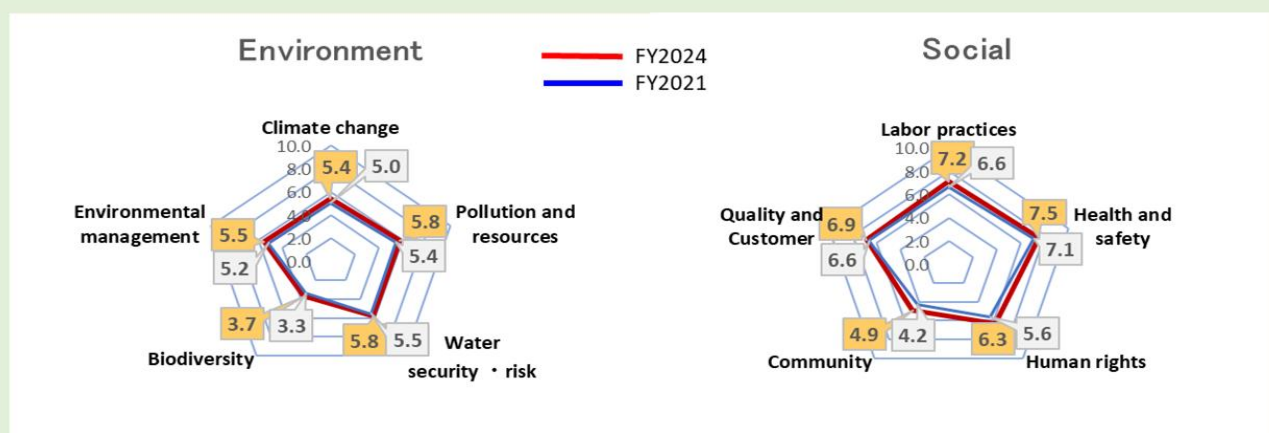 Environment
FY2024
FY2021
Social
Climate change
10.0
8.0
6.0
4.0
2.0
0.0
5.4
5.0
Environmental
management
5.5
5.2
Pollution and
resources
5.8
5.4
Biodiversity
3.7
3.3
5.8
5.5
Water
security ・risk
Labor practices
10.0
8.0
6.0
4.0
2.0
0.0
7.2
6.6
Quality and
Customer
6.9
6.6
7.5
7.1
Health and
safety
Community
4.9
4.2
6.3
5.6
Human rights